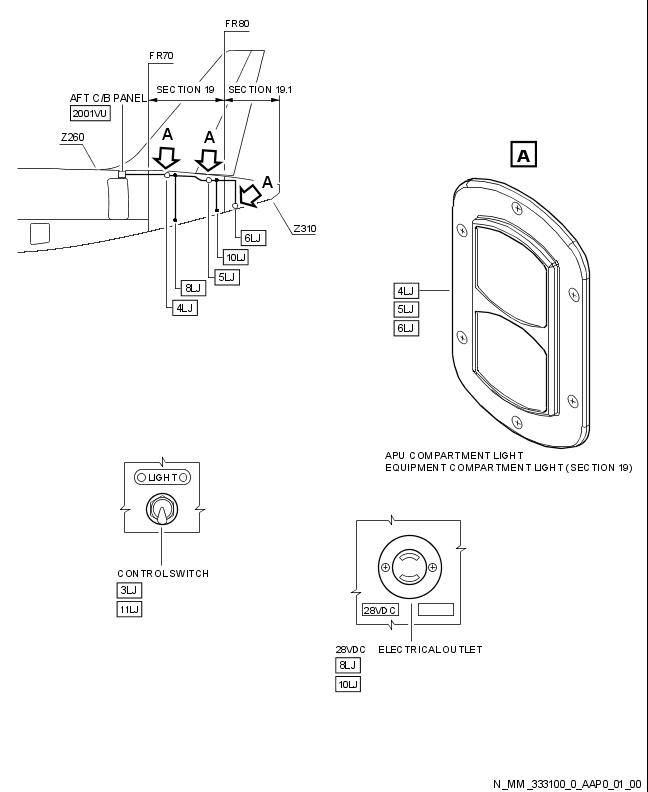 FR80
FR70
SECTION 19
SECTION 19.1
AFT C/B PANEL
2001VU
Z260
A
A
A
Z310
6LJ
10LJ
5LJ
8LJ
4LJ
A
4LJ
5LJ
6LJ
APU COMPARTMENT LIGHT
EQUIPMENT COMPARTMENT LIGHT (SECTION 19)
LIGHT
CONTROL SWITCH
3LJ
11LJ
28VDC
28VDC ELECTRICAL OUTLET
8LJ
10LJ
N_MM_333100_0_AAP0_01_00